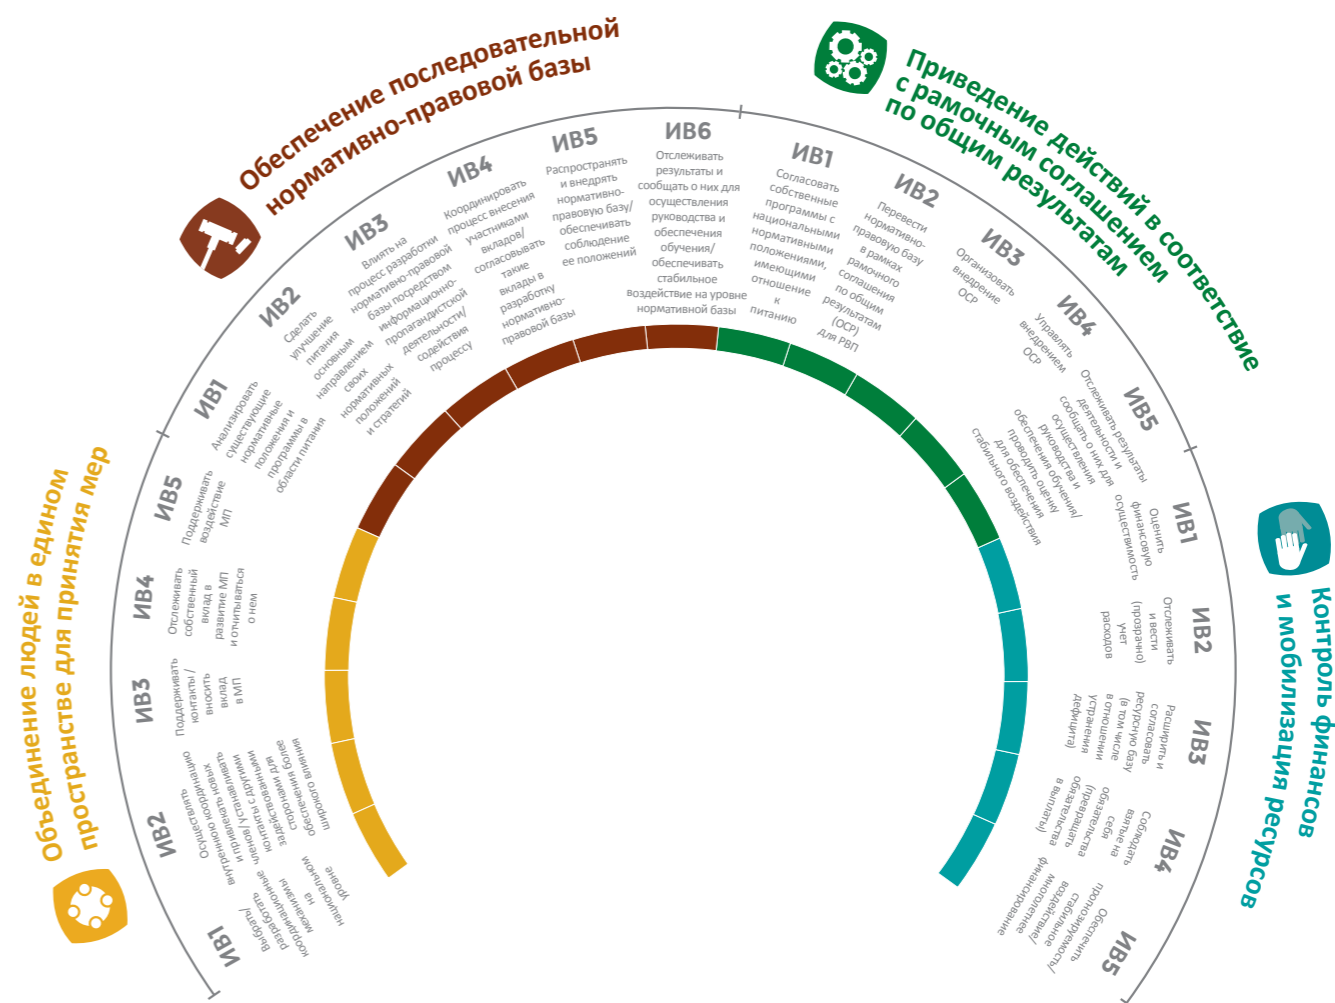 Объединение людей в едином
пространстве для принятия мер
ИВ1
Выбрать/
разработать
координационные
механизмы
на
национальном
уровне
ИВ2
Осуществлять
внутреннюю координацию
и привлекать новых
членов/ устанавливать
контакты с другими
задействованными
сторонами для
обеспечения более
широкого влияния
ИВ3
Поддерживать
контакты /
вносить
вклад
в МП
ИВ4
Отслеживать
собственный
вклад в
развитие МП
и отчитываться
о нем
ИВ5
Поддерживать
воздействие
МП
Обеспечение последовательной
нормативно-правовой базы
ИВ1
Анализировать
существующие
нормативные
положения и
программы в
области питания
ИВ2
Сделать
улучшение
питания
основным
направлением
своих
нормативных
положений
и стратегий
ИВ3
Влиять на
процесс разработки
нормативно-правовой
базы посредством
информационно-
пропагандистской
деятельности/
содействия
процессу
ИВ4
Координировать
процесс внесения
участниками
вкладов/
согласовывать
такие
вклады в
разработку
нормативно-
правовой базы
ИВ5
Распространять
и внедрять
нормативно-
правовую базу/
обеспечивать
соблюдение
ее положений
ИВ6
Отслеживать
результаты и
сообщать о них для
осуществления
руководства и
обеспечения
обучения/
обеспечивать
стабильное
воздействие на уровне
нормативной базы
Приведение действий в соответствие
с рамочным соглашением
по общим результатам
ИВ1
Согласовать
собственные
программы с
национальными
нормативными
положениями,
имеющими
отношение
к
питанию
ИВ2
Перевести
нормативно-
правовую базу
в рамках
рамочного
соглашения
по общим
результатам
(ОСР)
для РВП
ИВ3
Организовать
внедрение
ОСР
ИВ4
Управлять
внедрением
ОСР
ИВ5
Отслеживать результаты
деятельности и
сообщать о них для
осуществления
руководства и
обеспечения обучения/
проводить оценку
для обеспечения
стабильного воздействия
Контроль финансов
и мобилизация ресурсов
ИВ1
Оценить
финансовую
осуществимость
ИВ2
Отслеживать
и вести
(прозрачно)
учет
расходов
ИВ3
Расширить и
согласовать
ресурсную базу
(в том числе
в отношении
устранения
дефицита)
ИВ4
Соблюдать
взятые на
себя
обязательства
(превращать
обязательства
в выплаты)
ИВ5
Обеспечить
прогнозируемость/
стабильное
воздействие/
многолетнее
финансирование